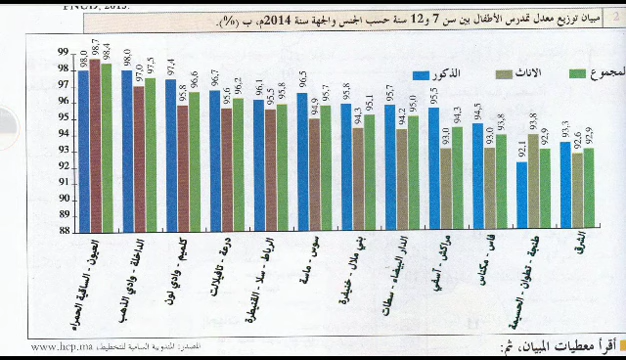 PNUD, 2013.
2 مبيان توزيع معدل تمدرس الأطفال بين سن 7 و12 سنة حسب الجنس والجهة سنة 2014م، ب (%).
الذكور الاناث المجموع
99
98
97
96
95
94
93
92
91
90
89
88
98,0 98,7 98,4
98,0 97,0 97,5
97,4 95,8 96,6
96,7 95,6 96,2
96,1 95,5 95,8
96,5 94,9 95,7
95,8 94,3 95,1
95,7 94,2 95,0
95,5 93,0 94,3
94,5 93,0 93,8
92,1 93,8 92,9
93,3 92,6 92,9
العيون - الساقية الحمراء
الداخلة - وادي الذهب
كلميم - وادي نون
درعة - تافيلالت
الرباط - سلا - القنيطرة
سوس - ماسة
بني ملال - خنيفرة
الدار البيضاء - سطات
مراكش - آسفي
فاس - مكناس
طنجة - تطوان - الحسيمة
الشرق
المصدر: المندوبية السامية للتخطيط، www.hcp.ma
أقرأ معطيات المبيان، ثم: